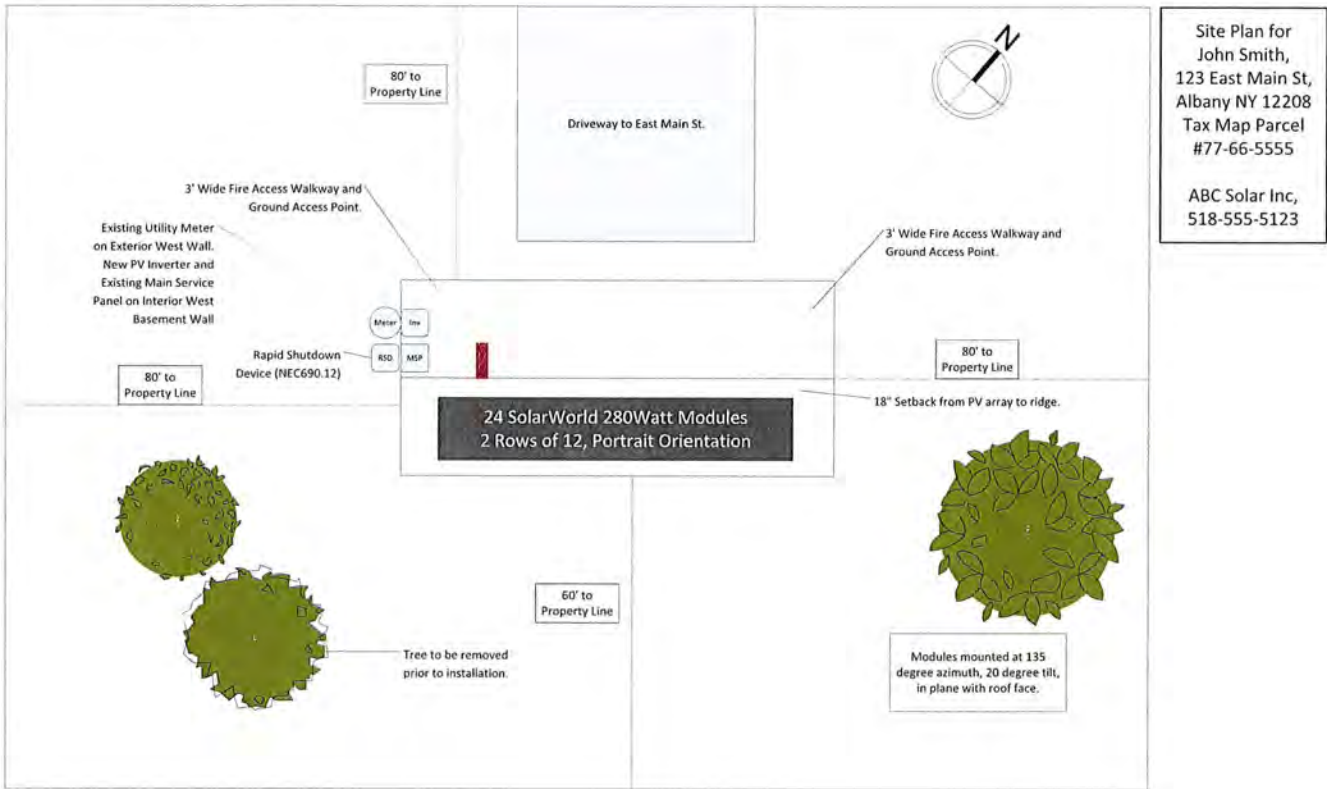 N
Site Plan for
John Smith,
123 East Main St,
Albany NY 12208
Tax Map Parcel
#77-66-5555
ABC Solar Inc,
518-555-5123
80' to
Property Line
Driveway to East Main St.
3' Wide Fire Access Walkway and
Ground Access Point.
Existing Utility Meter
on Exterior West Wall.
New PV Inverter and
Existing Main Service
Panel on Interior West
Basement Wall
3' Wide Fire Access Walkway and
Ground Access Point.
Meter
Inv
RSD
MSP
Rapid Shutdown
Device (NEC690.12)
80' to
Property Line
80' to
Property Line
18" Setback from PV array to ridge.
24 SolarWorld 280Watt Modules
2 Rows of 12, Portrait Orientation
60' to
Property Line
Tree to be removed
prior to installation.
Modules mounted at 135
degree azimuth, 20 degree tilt,
in plane with roof face.